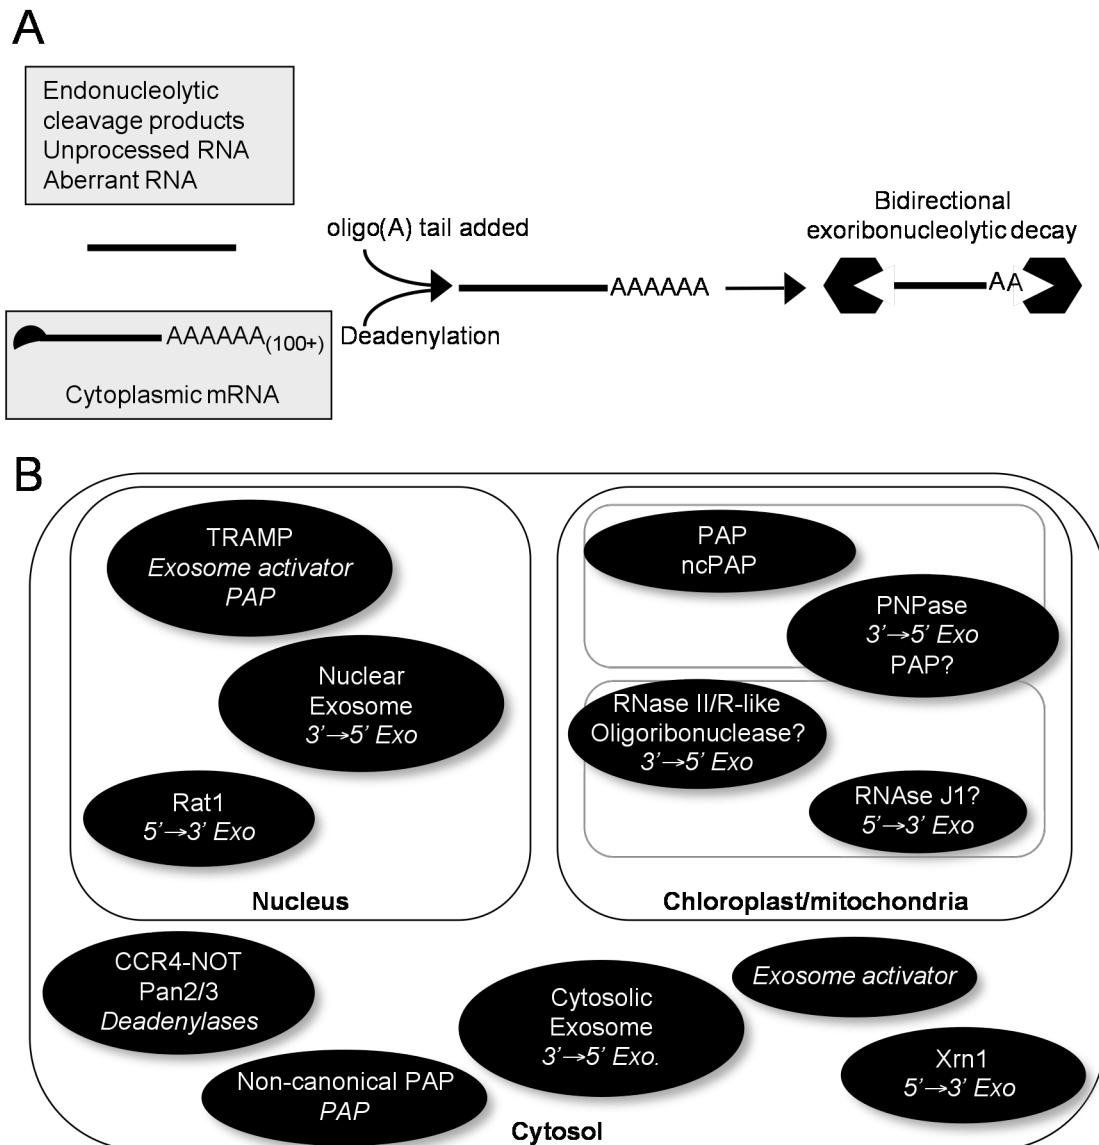 A
Endonucleolytic
cleavage products
Unprocessed RNA
Aberrant RNA
oligo(A) tail added
Deadenylation
AAAAAA
Bidirectional
exoribonucleolytic decay
AA
AAAAAA(100+)
Cytoplasmic mRNA
B
TRAMP
Exosome activator
PAP
Nuclear
Exosome
3’→5’ Exo
Rat1
5’→3’ Exo
Nucleus
PAP
ncPAP
PNPase
3’→5’ Exo
PAP?
RNase II/R-like
Oligoribonuclease?
3’→5’ Exo
RNAse J1?
5’→3’ Exo
Chloroplast/mitochondria
CCR4-NOT
Pan2/3
Deadenylases
Non-canonical PAP
PAP
Cytosolic
Exosome
3’→5’ Exo.
Exosome activator
Xrn1
5’→3’ Exo
Cytosol